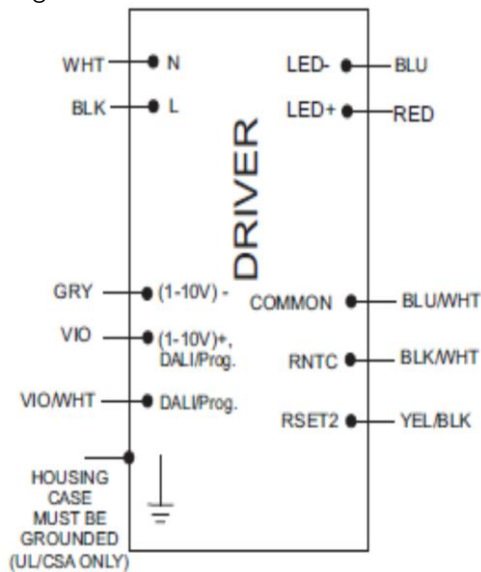 WHT N LED- BLU
BLK L LED+ RED
DRIVER
GRY (1-10V) - COMMON BLU/WHT
VIO (1-10V)+,
DALI/Prog. RNTC BLK/WHT
VIO/WHT DALI/Prog.
RSET2 YEL/BLK
HOUSING
CASE
MUST BE
GROUNDED
(UL/CSA ONLY)